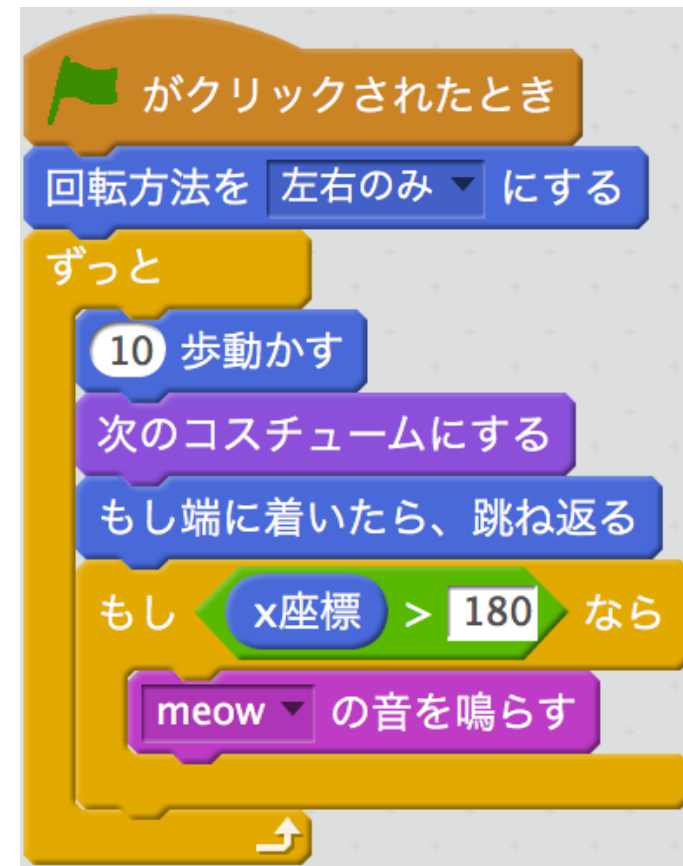 がクリックされたとき
回転方法を 左右のみ にする
ずっと
10 歩動かす
次のコスチュームにする
もし端に着いたら、跳ね返る
もし x座標 > 180 なら
meow の音を鳴らす